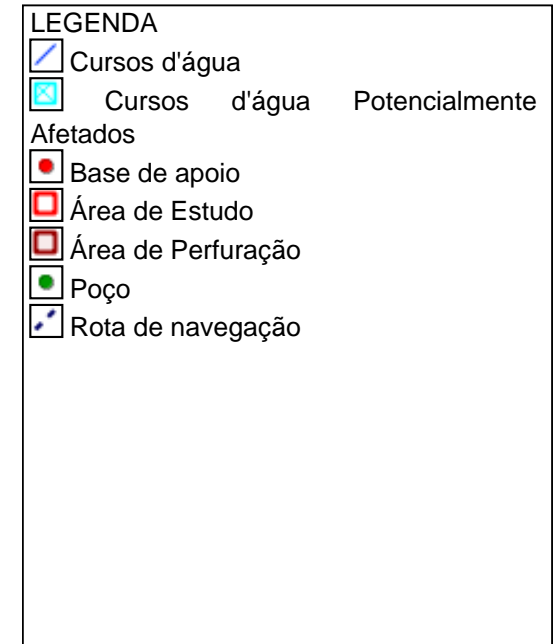 LEGENDA
Cursos d'água
Cursos d'água Potencialmente
Afetados
Base de apoio
Área de Estudo
Área de Perfuração
Poço
Rota de navegação